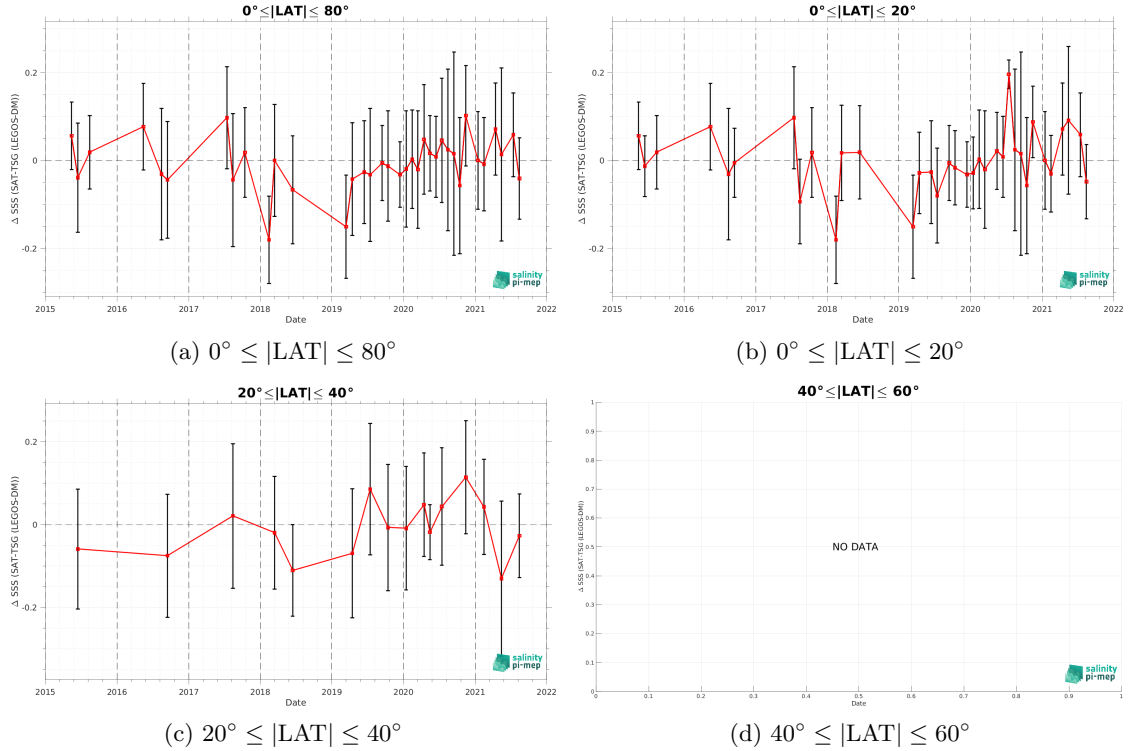 0°≤|LAT|≤ 80°
Δ SSS (SAT-TSG (LEGOS-DM))
0.2
0
-0.2
2015 2016 2017 2018 2019 2020 2021 2022
Date
salinity
pi-mep
(a) 0° ≤ |LAT| ≤ 80°
0°≤|LAT|≤ 20°
Δ SSS (SAT-TSG (LEGOS-DM))
0.2
0
-0.2
2015 2016 2017 2018 2019 2020 2021 2022
Date
salinity
pi-mep
(b) 0° ≤ |LAT| ≤ 20°
20°≤|LAT|≤ 40°
Δ SSS (SAT-TSG (LEGOS-DM))
0.2
0
-0.2
2015 2016 2017 2018 2019 2020 2021 2022
Date
salinity
pi-mep
(c) 20° ≤ |LAT| ≤ 40°
40°≤|LAT|≤ 60°
Δ SSS (SAT-TSG (LEGOS-DM))
1
0.9
0.8
0.7
0.6
0.5
0.4
0.3
0.2
0.1
0
NO DATA
0 0.1 0.2 0.3 0.4 0.5 0.6 0.7 0.8 0.9 1
Date
salinity
pi-mep
(d) 40° ≤ |LAT| ≤ 60°